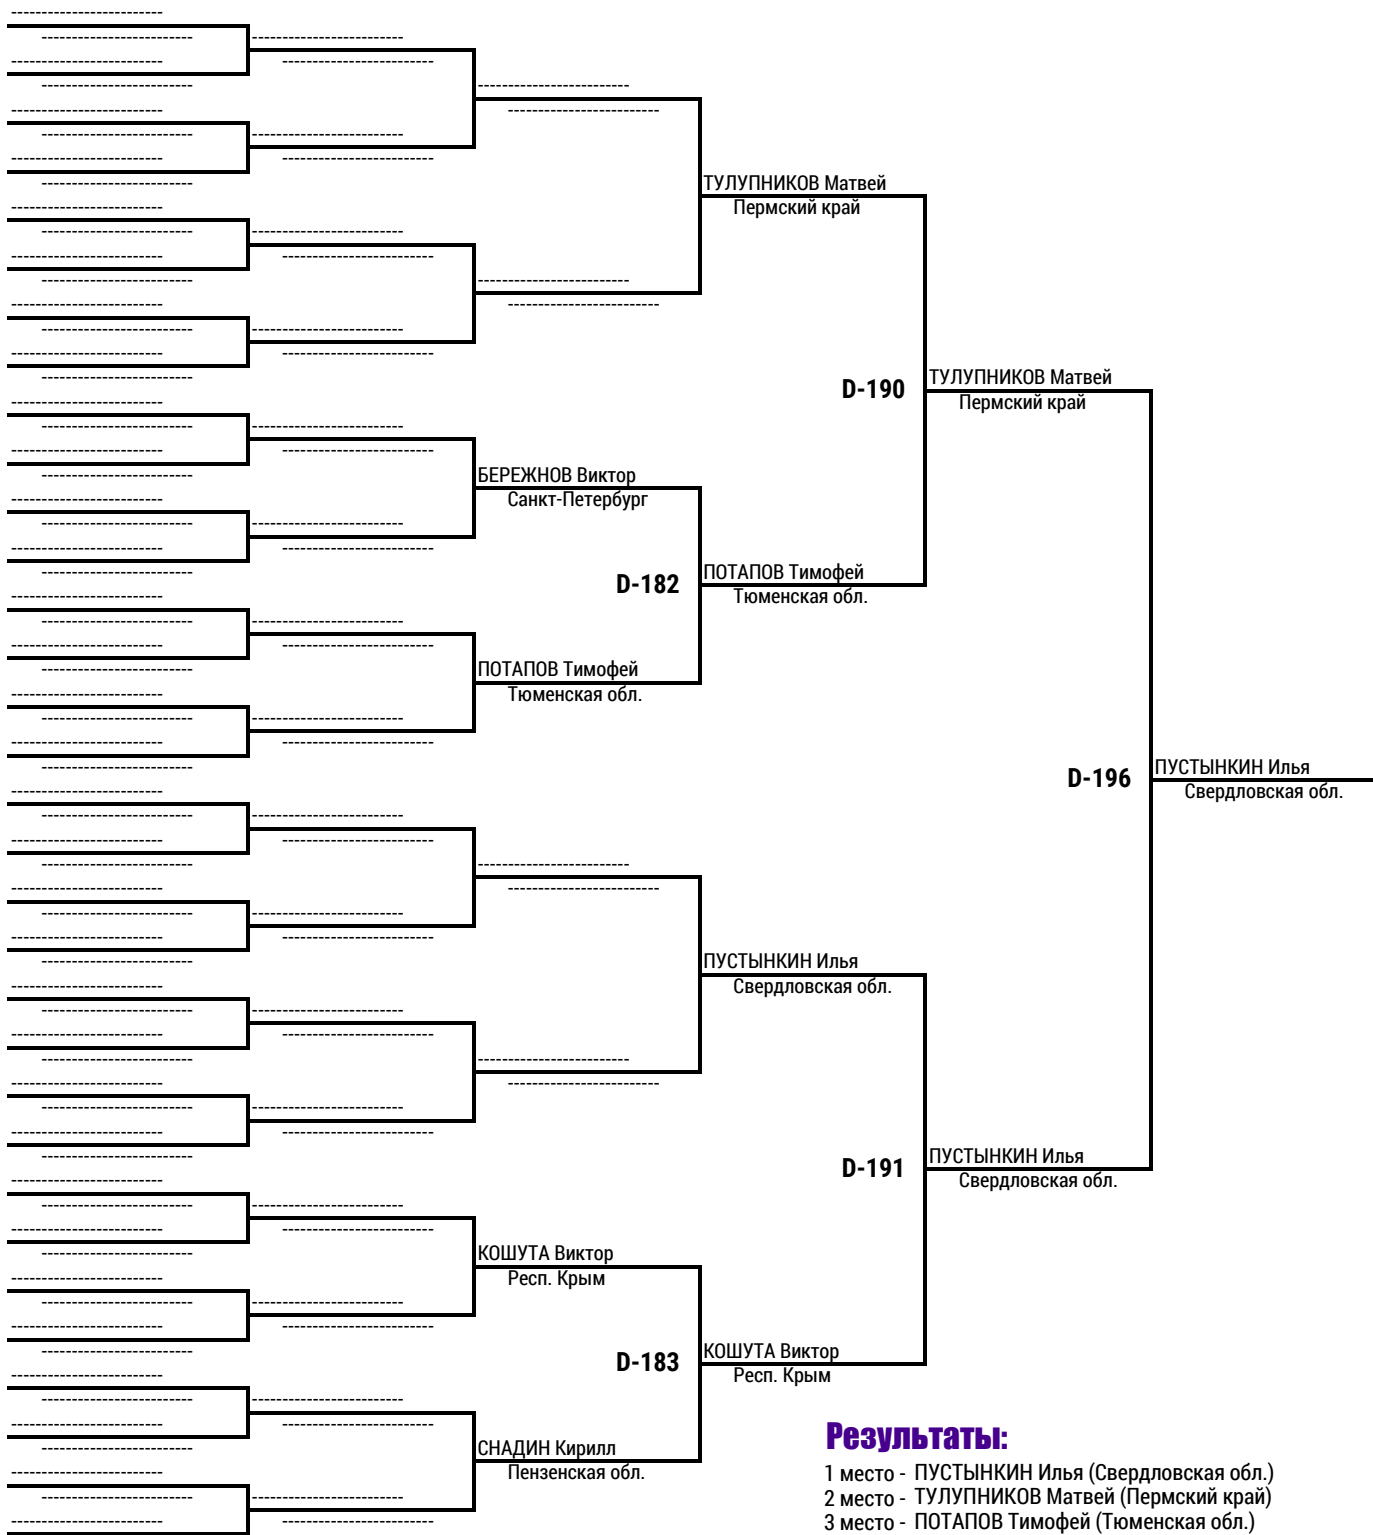 ТУЛУПНИКОВ Матвей
Пермский край
D-190
ТУЛУПНИКОВ Матвей
Пермский край
БЕРЕЖНОВ Виктор
Санкт-Петербург
D-182
ПОТАПОВ Тимофей
Тюменская обл.
ПОТАПОВ Тимофей
Тюменская обл.
D-196
ПУСТЫНКИН Илья
Свердловская обл.
ПУСТЫНКИН Илья
Свердловская обл.
D-191
ПУСТЫНКИН Илья
Свердловская обл.
КОШУТА Виктор
Респ. Крым
D-183
КОШУТА Виктор
Респ. Крым
СНАДИН Кирилл
Пензенская обл.
Результаты:
1 место - ПУСТЫНКИН Илья (Свердловская обл.)
2 место - ТУЛУПНИКОВ Матвей (Пермский край)
3 место - ПОТАПОВ Тимофей (Тюменская обл.)